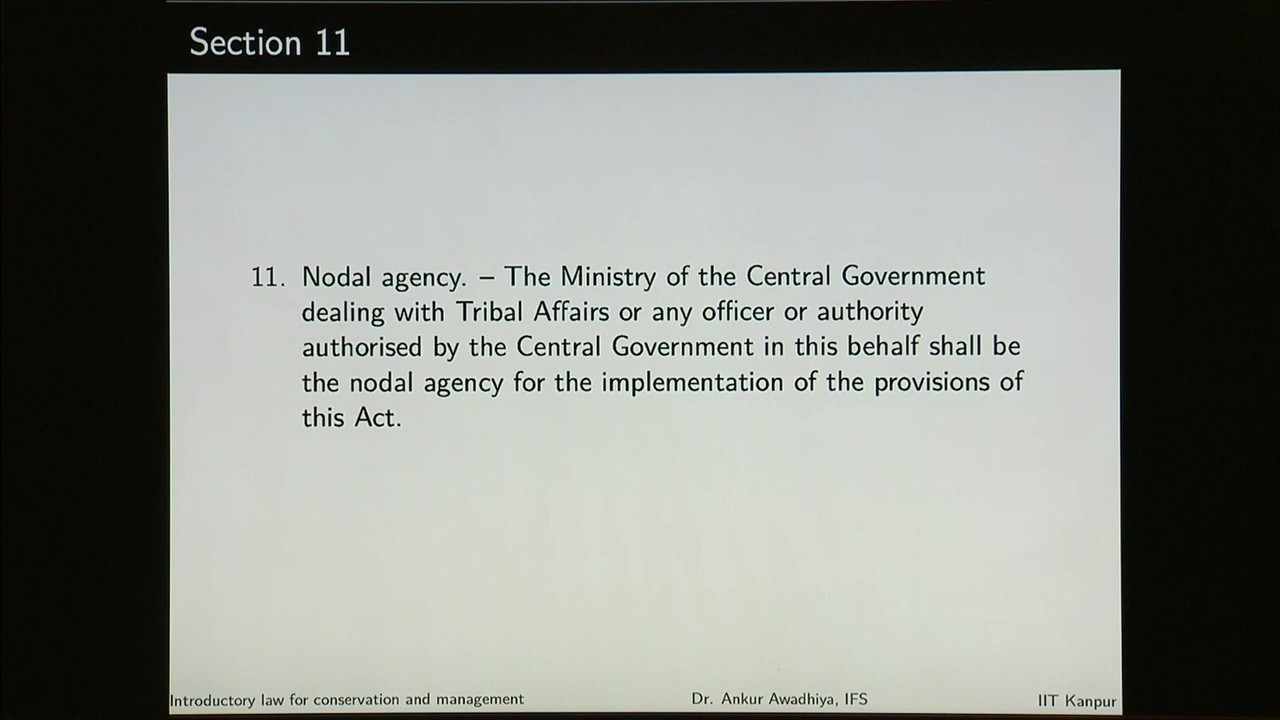 Section 11
11. Nodal agency. – The Ministry of the Central Government
dealing with Tribal Affairs or any officer or authority
authorised by the Central Government in this behalf shall be
the nodal agency for the implementation of the provisions of
this Act.
Introductory law for conservation and management Dr. Ankur Awadhiya, IFS IIT Kanpur